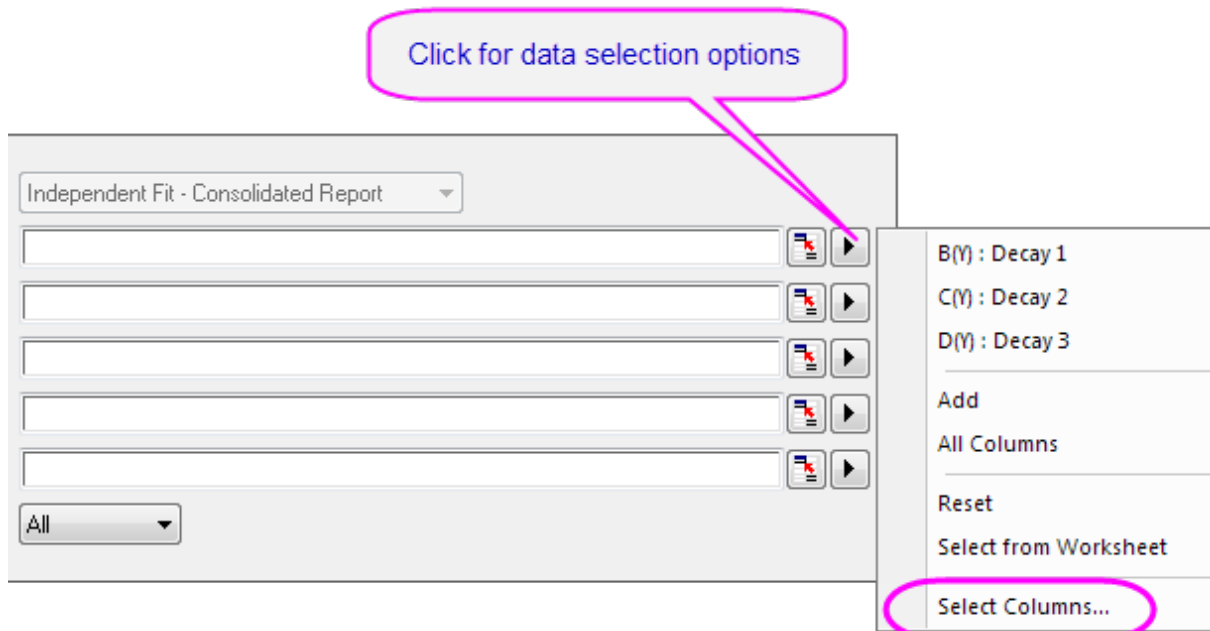 Click for data selection options
Independent Fit - Consolidated Report
B(Y) : Decay 1
C(Y) : Decay 2
D(Y) : Decay 3
Add
All Columns
Reset
Select from Worksheet
All
Select Columns...